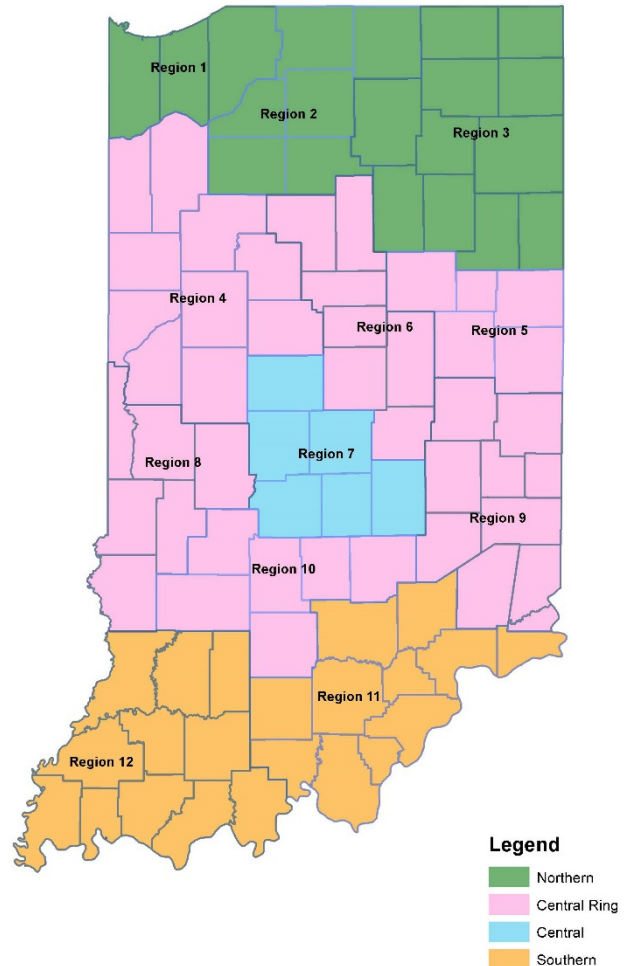 Region 1
Region 2
Region 3
Region 4
Region 6
Region 5
Region 7
Region 8
Region 9
Region 10
Region 11
Region 12
Legend
Northern
Central Ring
Central
Southern